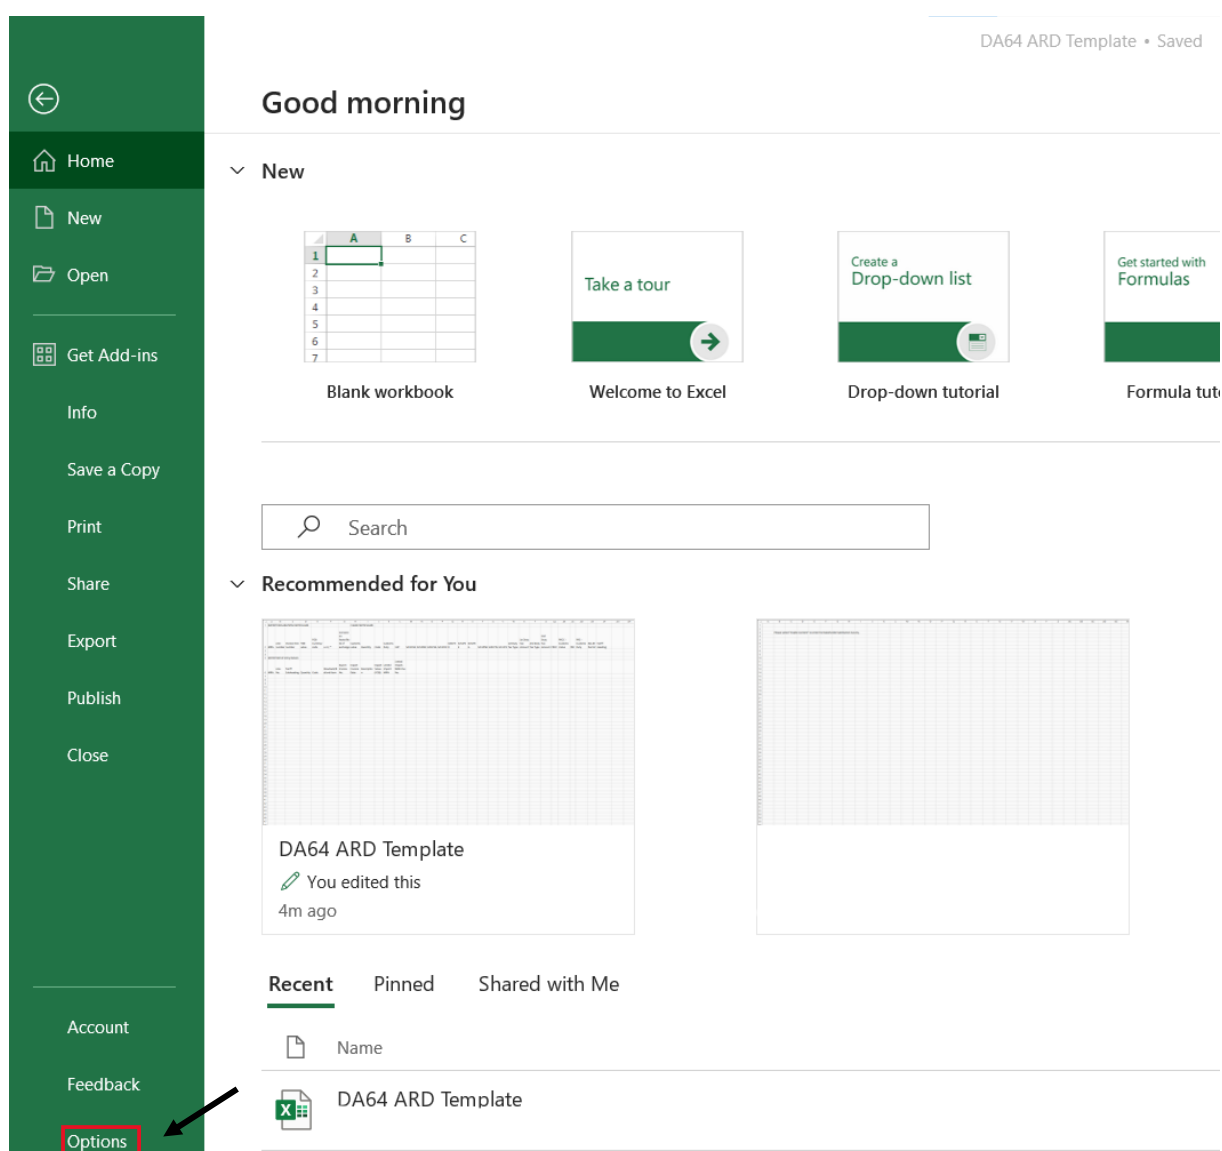 DA64 ARD Template • Saved
Good morning
Home
New
Open
Get Add-ins
Info
Save a Copy
Print
Share
Export
Publish
Close
Account
Feedback
Options
New
A B C
1
2
3
4
5
6
7
Blank workbook
Take a tour
Welcome to Excel
Create a
Drop-down list
Drop-down tutorial
Get started with
Formulas
Formula tut
Search
Recommended for You
DA64 ARD Template
You edited this
4m ago
Recent Pinned Shared with Me
Name
X
DA64 ARD Template